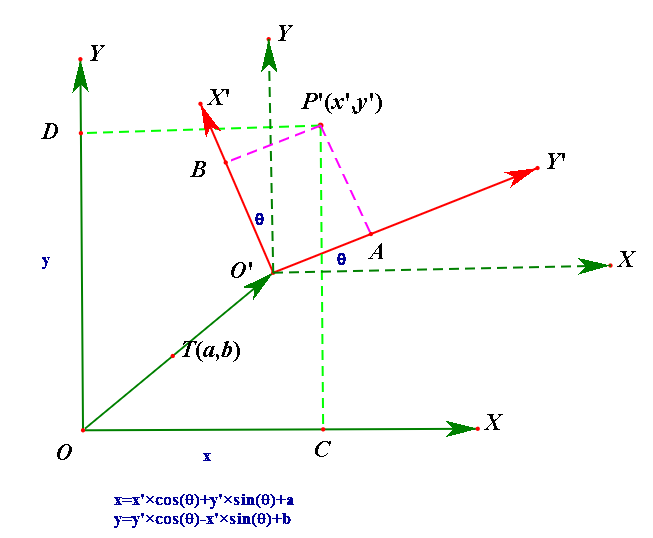 Y
Y
X'
P'(x',y')
D
B
Y'
θ
A
y
O'
θ
X
T(a,b)
O
x
C
X
x=x'×cos(θ)+y'×sin(θ)+a
y=y'×cos(θ)-x'×sin(θ)+b